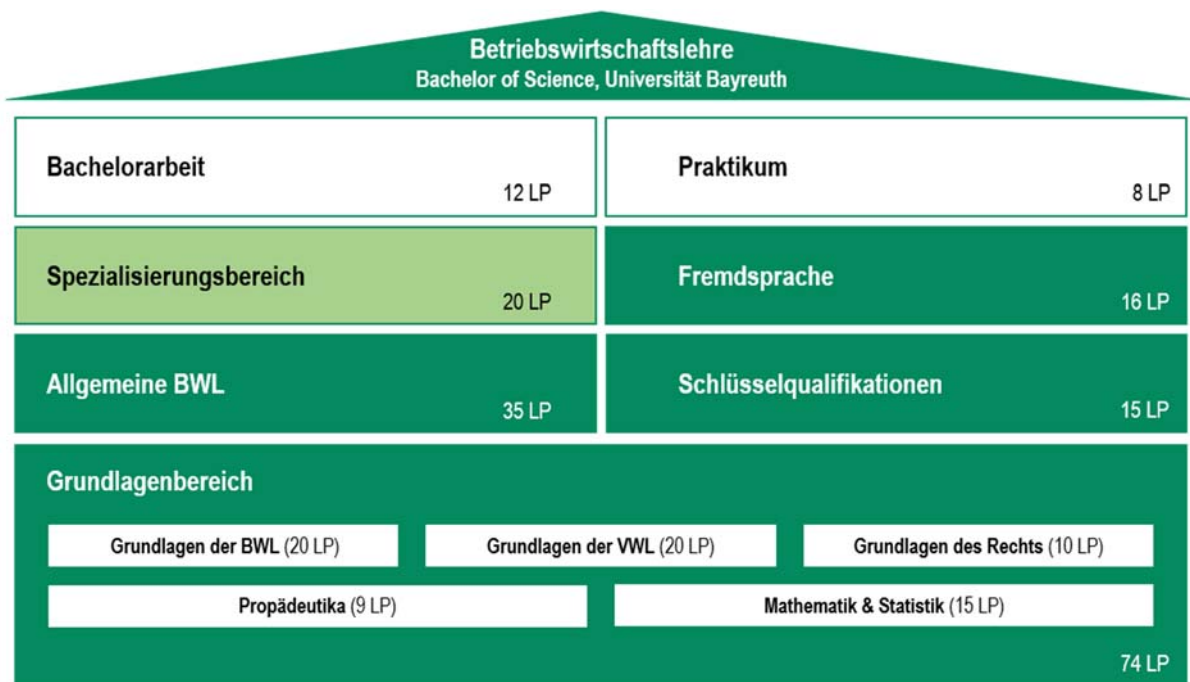 Betriebswirtschaftslehre
Bachelor of Science, Universität Bayreuth
Bachelorarbeit
12 LP
Praktikum
8 LP
Spezialisierungsbereich
20 LP
Fremdsprache
16 LP
Allgemeine BWL
35 LP
Schlüsselqualifikationen
15 LP
Grundlagenbereich
Grundlagen der BWL (20 LP)
Grundlagen der VWL (20 LP)
Grundlagen des Rechts (10 LP)
Propädeutika (9 LP)
Mathematik & Statistik (15 LP)
74 LP